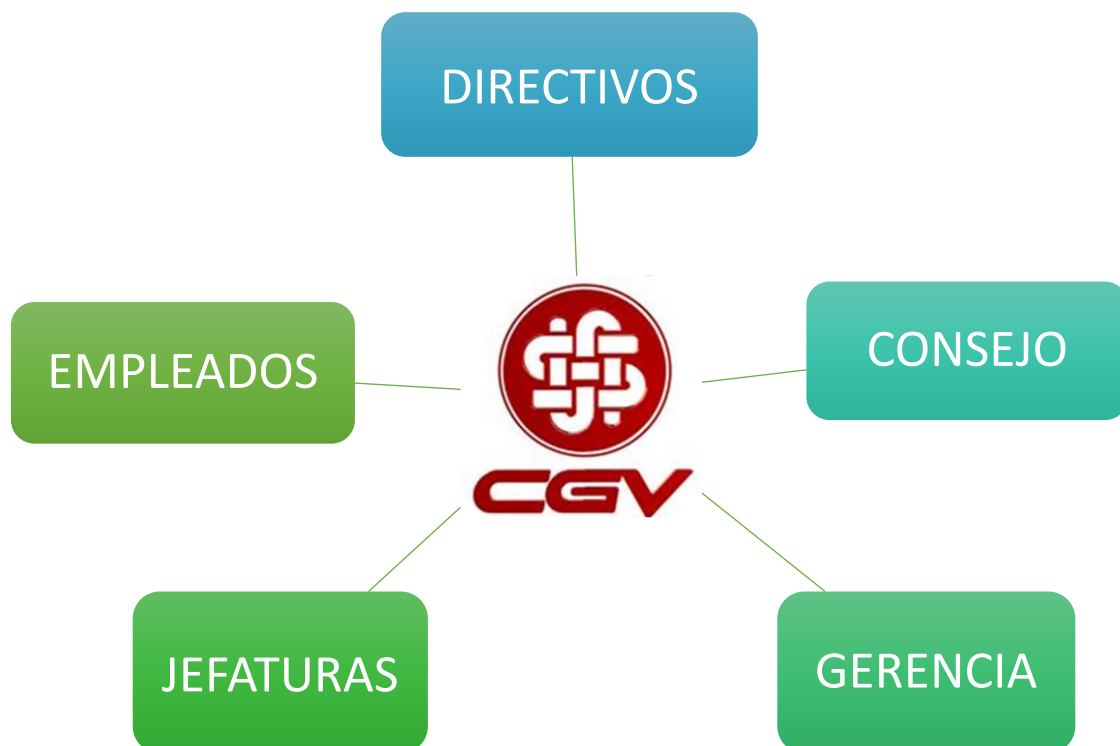 DIRECTIVOS
CONSEJO
EMPLEADOS
CGV
JEFATURAS
GERENCIA